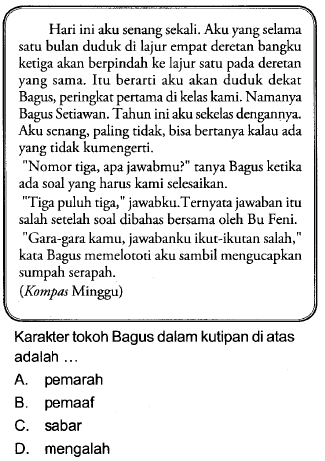 Hari ini aku senang sekali. Aku yang selama
satu bulan duduk di lajur empat deretan bangku
ketiga akan berpindah ke lajur satu pada deretan
yang sama. Itu berarti aku akan duduk dekat
Bagus, peringkat pertama di kelas kami. Namanya
Bagus Setiawan. Tahun ini aku sekelas dengannya.
Aku senang, paling tidak, bisa bertanya kalau ada
yang tidak kumengerti.
"Nomor tiga, apa jawabmu?" tanya Bagus ketika
ada soal yang harus kami selesaikan.
"Tiga puluh tiga," jawabku.Ternyata jawaban itu
salah setelah soal dibahas bersama oleh Bu Feni.
"Gara-gara kamu, jawabanku ikut-ikutan salah,"
kata Bagus memelototi aku sambil mengucapkan
sumpah serapah.
(Kompas Minggu)
Karakter tokoh Bagus dalam kutipan di atas
adalah ...
A. pemarah
B. pemaaf
C. sabar
D. mengalah